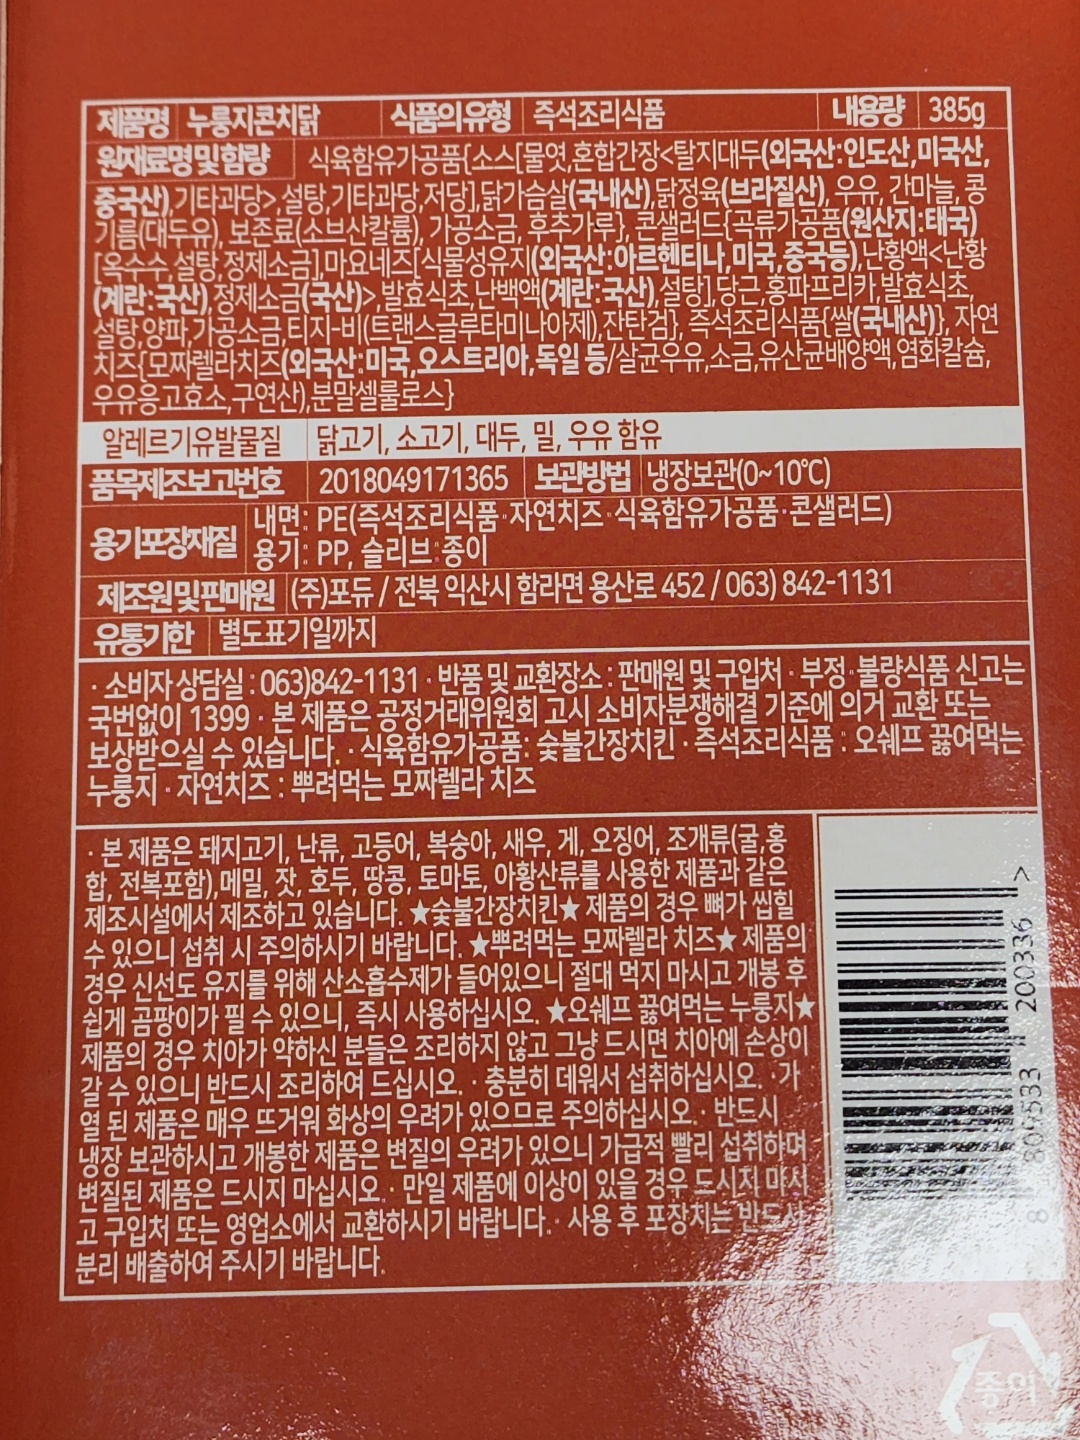 제품명 누룽지콘치닭 식품의유형 즉석조리식품 내용량 385g
원재료명및함량 식육함유가공품{소스[물엿,혼합간장<탈지대두(외국산:인도산,미국산,
중국산),기타과당>,설탕,기타과당,저당],닭가슴살(국내산),닭정육(브라질산), 우유, 간마늘, 콩
기름(대두유), 보존료(소브산칼륨), 가공소금, 후추가루}, 콘샐러드{곡류가공품(원산지:태국)
[옥수수,설탕,정제소금],마요네즈[식물성유지(외국산:아르헨티나,미국,중국등),난황액<난황
(계란:국산),정제소금(국산)>,발효식초,난백액(계란:국산),설탕],당근,홍파프리카,발효식초,
설탕,양파,가공소금,티지-비(트랜스글루타미나아제),잔탄검}, 즉석조리식품{쌀(국내산)}, 자연
치즈{모짜렐라치즈(외국산:미국,오스트리아,독일 등/살균우유,소금,유산균배양액,염화칼슘,
우유응고효소,구연산),분말셀룰로스}
알레르기유발물질 닭고기, 소고기, 대두, 밀, 우유 함유
품목제조보고번호 2018049171365 보관방법 냉장보관(0~10℃)
용기포장재질 내면: PE(즉석조리식품·자연치즈·식육함유가공품·콘샐러드)
용기: PP, 슬리브:종이
제조원및판매원 (주)포듀 / 전북 익산시 함라면 용산로 452 / 063) 842-1131
유통기한 별도표기일까지
· 소비자 상담실 : 063)842-1131 · 반품 및 교환장소 : 판매원 및 구입처 · 부정·불량식품 신고는
국번없이 1399 · 본 제품은 공정거래위원회 고시 소비자분쟁해결 기준에 의거 교환 또는
보상받으실 수 있습니다. · 식육함유가공품: 숯불간장치킨 · 즉석조리식품 : 오쉐프 끓여먹는
누룽지 · 자연치즈 : 뿌려먹는 모짜렐라 치즈
· 본 제품은 돼지고기, 난류, 고등어, 복숭아, 새우, 게, 오징어, 조개류(굴,홍
합, 전복포함),메밀, 잣, 호두, 땅콩, 토마토, 아황산류를 사용한 제품과 같은
제조시설에서 제조하고 있습니다. ★숯불간장치킨★ 제품의 경우 뼈가 씹힐
수 있으니 섭취 시 주의하시기 바랍니다. ★뿌려먹는 모짜렐라 치즈★ 제품의
경우 신선도 유지를 위해 산소흡수제가 들어있으니 절대 먹지 마시고 개봉 후
쉽게 곰팡이가 필 수 있으니, 즉시 사용하십시오. ★오쉐프 끓여먹는 누룽지★
제품의 경우 치아가 약하신 분들은 조리하지 않고 그냥 드시면 치아에 손상이
갈 수 있으니 반드시 조리하여 드십시오. · 충분히 데워서 섭취하십시오. ·가
열 된 제품은 매우 뜨거워 화상의 우려가 있으므로 주의하십시오 · 반드시
냉장 보관하시고 개봉한 제품은 변질의 우려가 있으니 가급적 빨리 섭취하며
변질된 제품은 드시지 마십시오. · 만일 제품에 이상이 있을 경우 드시지 마시
고 구입처 또는 영업소에서 교환하시기 바랍니다. · 사용 후 포장지는 반드시
분리 배출하여 주시기 바랍니다.
8 809533 200336 >
종이